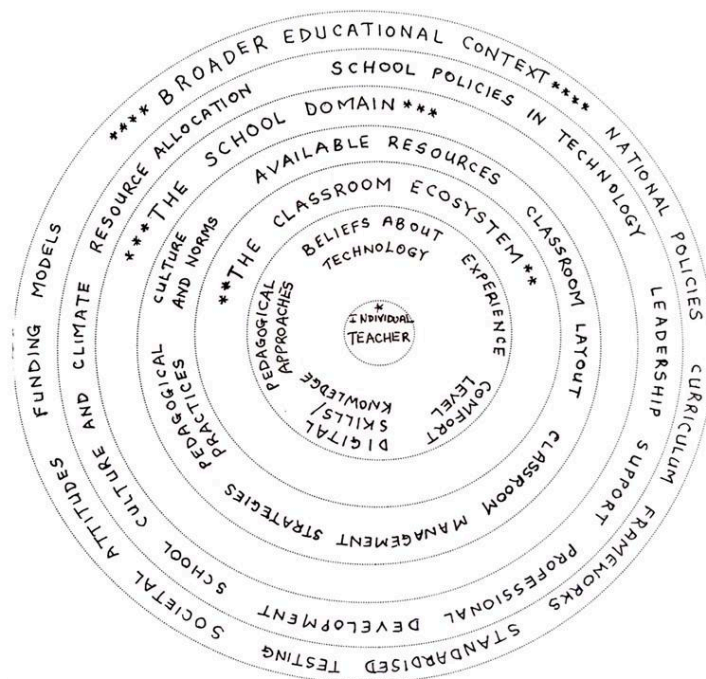 **** BROADER EDUCATIONAL CONTEXT ****
NATIONAL POLICIES
CURRICULUM FRAMEWORKS
STANDARDISED TESTING
SOCIETAL ATTITUDES
FUNDING MODELS
SCHOOL POLICIES IN TECHNOLOGY
LEADERSHIP SUPPORT
PROFESSIONAL DEVELOPMENT
SCHOOL CULTURE AND CLIMATE
RESOURCE ALLOCATION
*** THE SCHOOL DOMAIN ***
AVAILABLE RESOURCES
CLASSROOM LAYOUT
CLASSROOM MANAGEMENT STRATEGIES
PEDAGOGICAL
PRACTICES
CULTURE
AND NORMS
**THE CLASSROOM ECOSYSTEM**
BELIEFS ABOUT
TECHNOLOGY
EXPERIENCE
COMFORT
LEVEL
DIGITAL
SKILLS/
KNOWLEDGE
PEDAGOGICAL
APPROACHES
*
INDIVIDUAL
TEACHER